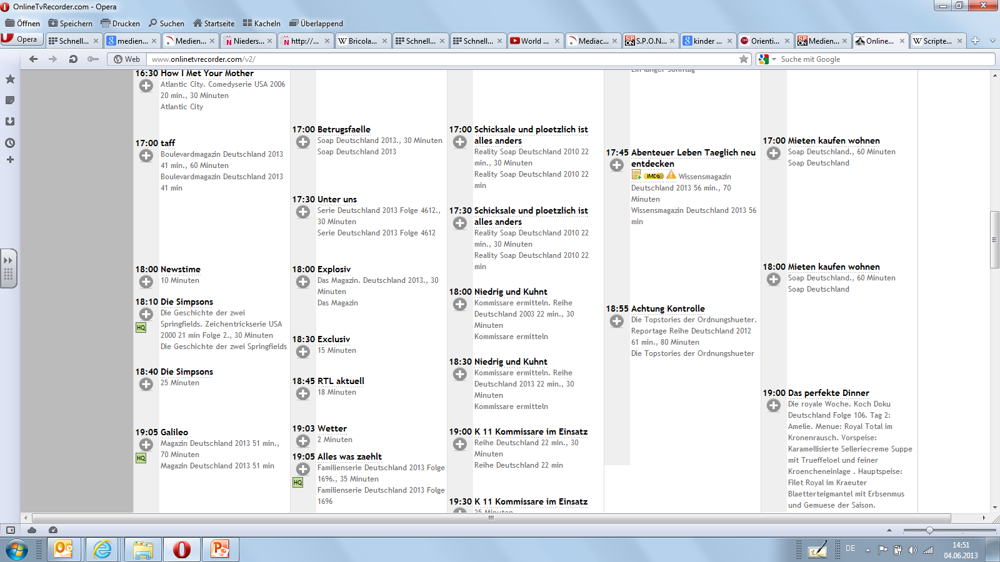 OnlineTvRecorder.com - Opera
Öffnen Speichern Drucken Suchen Startseite Kacheln Überlappend
Opera Schnell... medien... Medien... Nieders... http://... Bricola... Schnell... Schnell... World ... Mediac... S.P.O.N... kinder ... Orienti... Medien... Online... Scripte...
Web www.onlinetvrecorder.com/v2/ Suche mit Google
16:30 How I Met Your Mother
Atlantic City. Comedyserie USA 2006
20 min., 30 Minuten
Atlantic City
17:00 taff
Boulevardmagazin Deutschland 2013
41 min., 60 Minuten
Boulevardmagazin Deutschland 2013
41 min
18:00 Newstime
10 Minuten
18:10 Die Simpsons
Die Geschichte der zwei
HQ Springfields. Zeichentrickserie USA
2000 21 min Folge 2., 30 Minuten
Die Geschichte der zwei Springfields
18:40 Die Simpsons
25 Minuten
19:05 Galileo
Magazin Deutschland 2013 51 min.,
HQ 70 Minuten
Magazin Deutschland 2013 51 min
17:00 Betrugsfaelle
Soap Deutschland 2013., 30 Minuten
Soap Deutschland 2013
17:30 Unter uns
Serie Deutschland 2013 Folge 4612.,
30 Minuten
Serie Deutschland 2013 Folge 4612
18:00 Explosiv
Das Magazin. Deutschland 2013., 30
Minuten
Das Magazin
18:30 Exclusiv
15 Minuten
18:45 RTL aktuell
18 Minuten
19:03 Wetter
2 Minuten
19:05 Alles was zaehlt
Familienserie Deutschland 2013 Folge
HQ 1696., 35 Minuten
Familienserie Deutschland 2013 Folge
1696
17:00 Schicksale und ploetzlich ist
alles anders
Reality Soap Deutschland 2010 22
min., 30 Minuten
Reality Soap Deutschland 2010 22
min
17:30 Schicksale und ploetzlich ist
alles anders
Reality Soap Deutschland 2010 22
min., 30 Minuten
Reality Soap Deutschland 2010 22
min
18:00 Niedrig und Kuhnt
Kommissare ermitteln. Reihe
Deutschland 2003 22 min., 30
Minuten
Kommissare ermitteln
18:30 Niedrig und Kuhnt
Kommissare ermitteln. Reihe
Deutschland 2013 22 min., 30
Minuten
Kommissare ermitteln
19:00 K 11 Kommissare im Einsatz
Reihe Deutschland 22 min., 30
Minuten
Reihe Deutschland 22 min
19:30 K 11 Kommissare im Einsatz
25 Minuten
Ein langer Sonntag
17:45 Abenteuer Leben Taeglich neu
entdecken
IMDb Wissensmagazin
Deutschland 2013 56 min., 70
Minuten
Wissensmagazin Deutschland 2013 56
min
18:55 Achtung Kontrolle
Die Topstories der Ordnungshueter.
Reportage Reihe Deutschland 2012
61 min., 80 Minuten
Die Topstories der Ordnungshueter
17:00 Mieten kaufen wohnen
Soap Deutschland., 60 Minuten
Soap Deutschland
18:00 Mieten kaufen wohnen
Soap Deutschland., 60 Minuten
Soap Deutschland
19:00 Das perfekte Dinner
Die royale Woche. Koch Doku
Deutschland Folge 106. Tag 2:
Amelie. Menue: Royal Total im
Kronenrausch. Vorspeise:
Karamellisierte Selleriecreme Suppe
mit Trueffeloel und feiner
Kroencheneinlage . Hauptspeise:
Filet Royal im Kraeuter
Blaetterteigmantel mit Erbsenmus
und Gemuese der Saison.
DE 14:51
04.06.2013